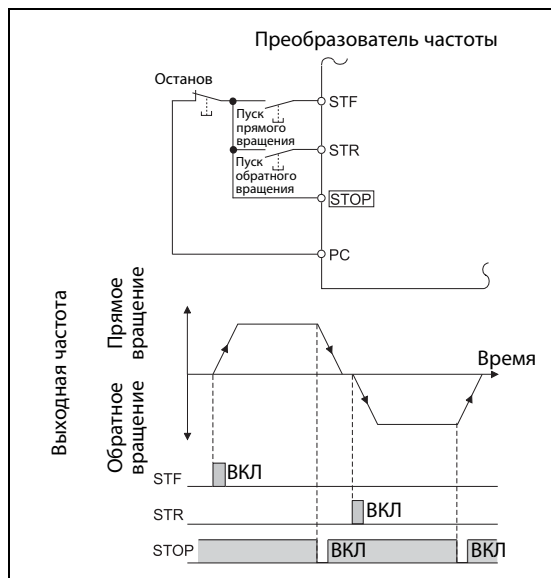 Преобразователь частоты
Останов
STF
Пуск
прямого
вращения
STR
Пуск
обратного
вращения
STOP
PC
Выходная частота
Прямое
вращение
Обратное
вращение
Время
STF
ВКЛ
STR
ВКЛ
STOP
ВКЛ
ВКЛ